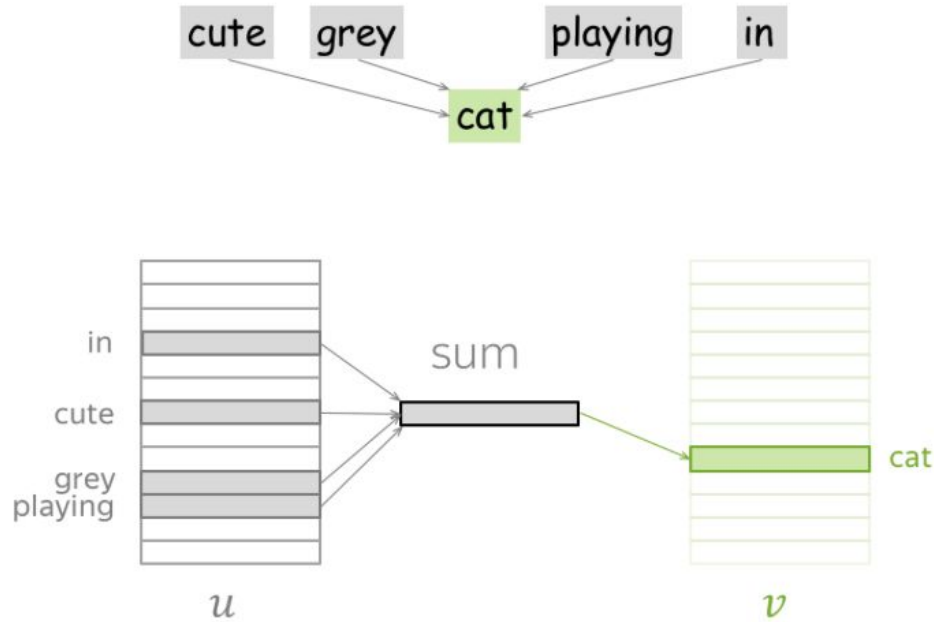 cute grey playing in
cat
in
sum
cute
grey
cat
playing
u
v